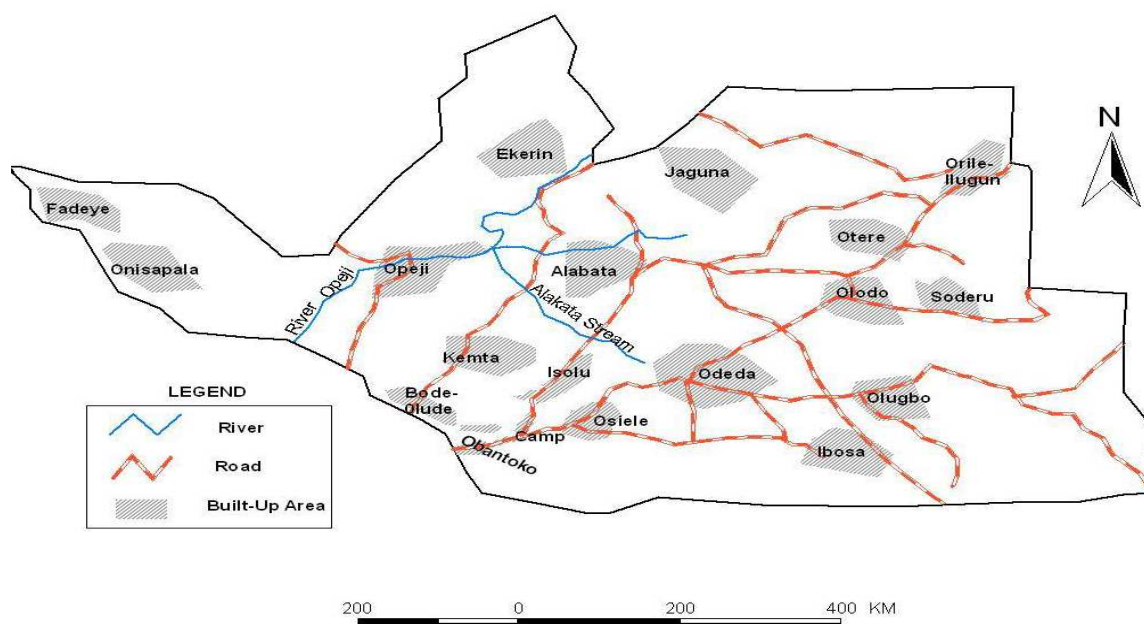 N
Ekerin
Jaguna
Orile-
Ilugun
Fadeye
Otere
Onisapala
Opeji
Alabata
River Opeji
Olodo
Soderu
Alakata Stream
Kemta
Isolu
Odeda
Bode-
Olude
Olugbo
Osiele
Camp
Obantoko
Ibosa
LEGEND
River
Road
Built-Up Area
200 0 200 400 KM